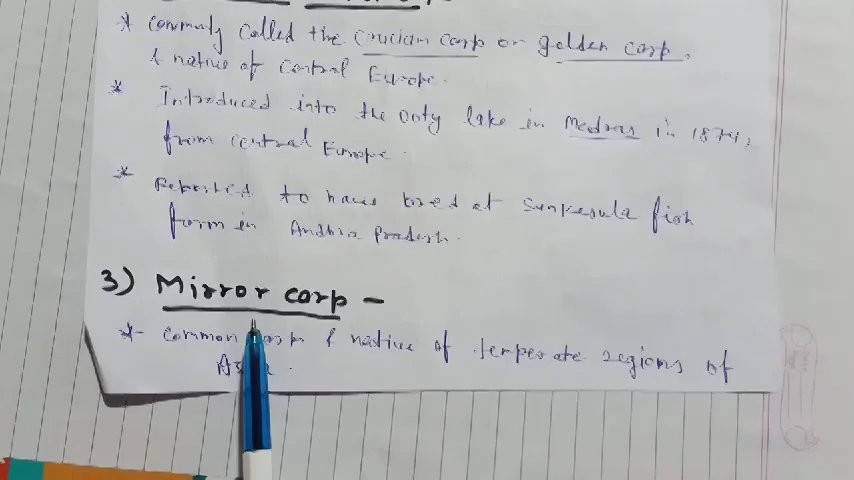 * commonly called the crucian carp or golden carp,
& native of central Europe.
* Introduced into the Ooty lake in Madras in 1874,
from central Europe.
* Reported to have bred at Sunkesula fish
farm in Andhra Pradesh.
3) Mirror carp -
* common & native of temperate regions of